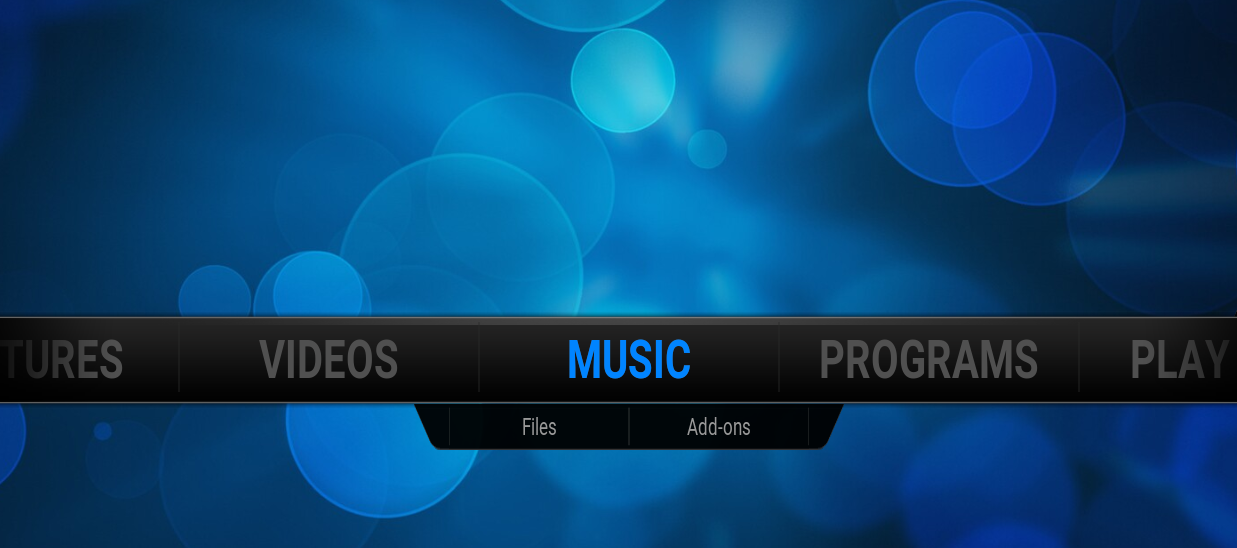 TURES VIDEOS MUSIC PROGRAMS PLAY
Files Add-ons